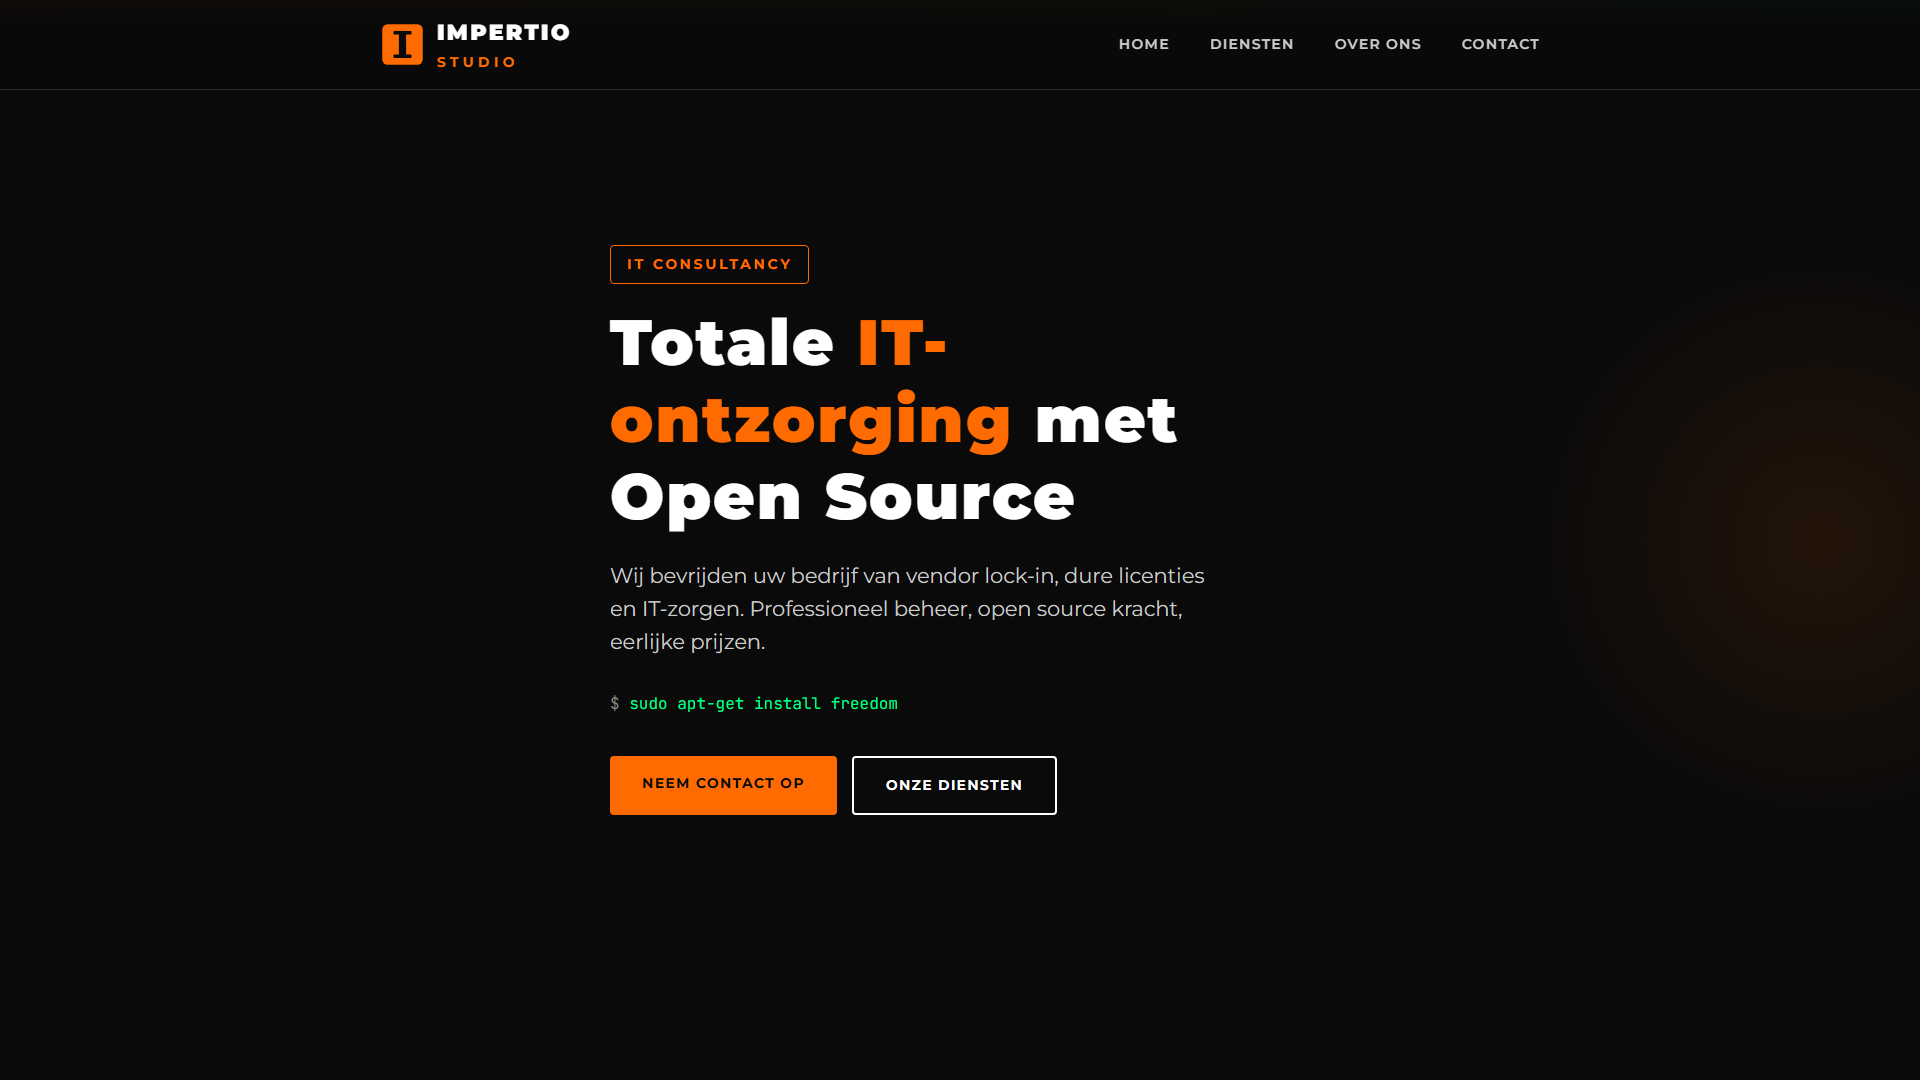 I
IMPERTIO
STUDIO
HOME
DIENSTEN
OVER ONS
CONTACT
IT CONSULTANCY
Totale IT-
ontzorging met
Open Source
Wij bevrijden uw bedrijf van vendor lock-in, dure licenties
en IT-zorgen. Professioneel beheer, open source kracht,
eerlijke prijzen.
$ sudo apt-get install freedom
NEEM CONTACT OP
ONZE DIENSTEN